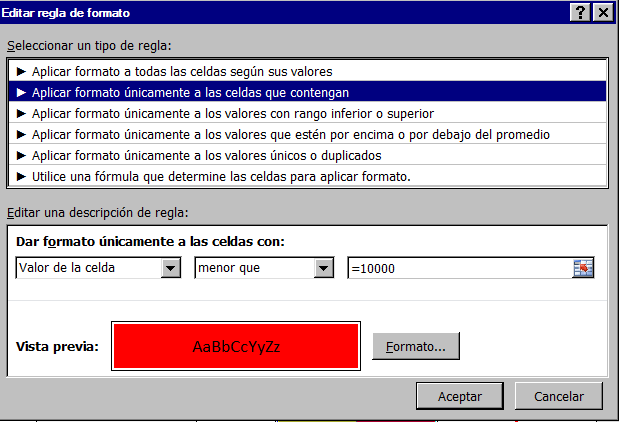 Editar regla de formato
Seleccionar un tipo de regla:
► Aplicar formato a todas las celdas según sus valores
► Aplicar formato únicamente a las celdas que contengan
► Aplicar formato únicamente a los valores con rango inferior o superior
► Aplicar formato únicamente a los valores que estén por encima o por debajo del promedio
► Aplicar formato únicamente a los valores únicos o duplicados
► Utilice una fórmula que determine las celdas para aplicar formato.
Editar una descripción de regla:
Dar formato únicamente a las celdas con:
Valor de la celda menor que =10000
Vista previa: AaBbCcYyZz Formato...
Aceptar Cancelar